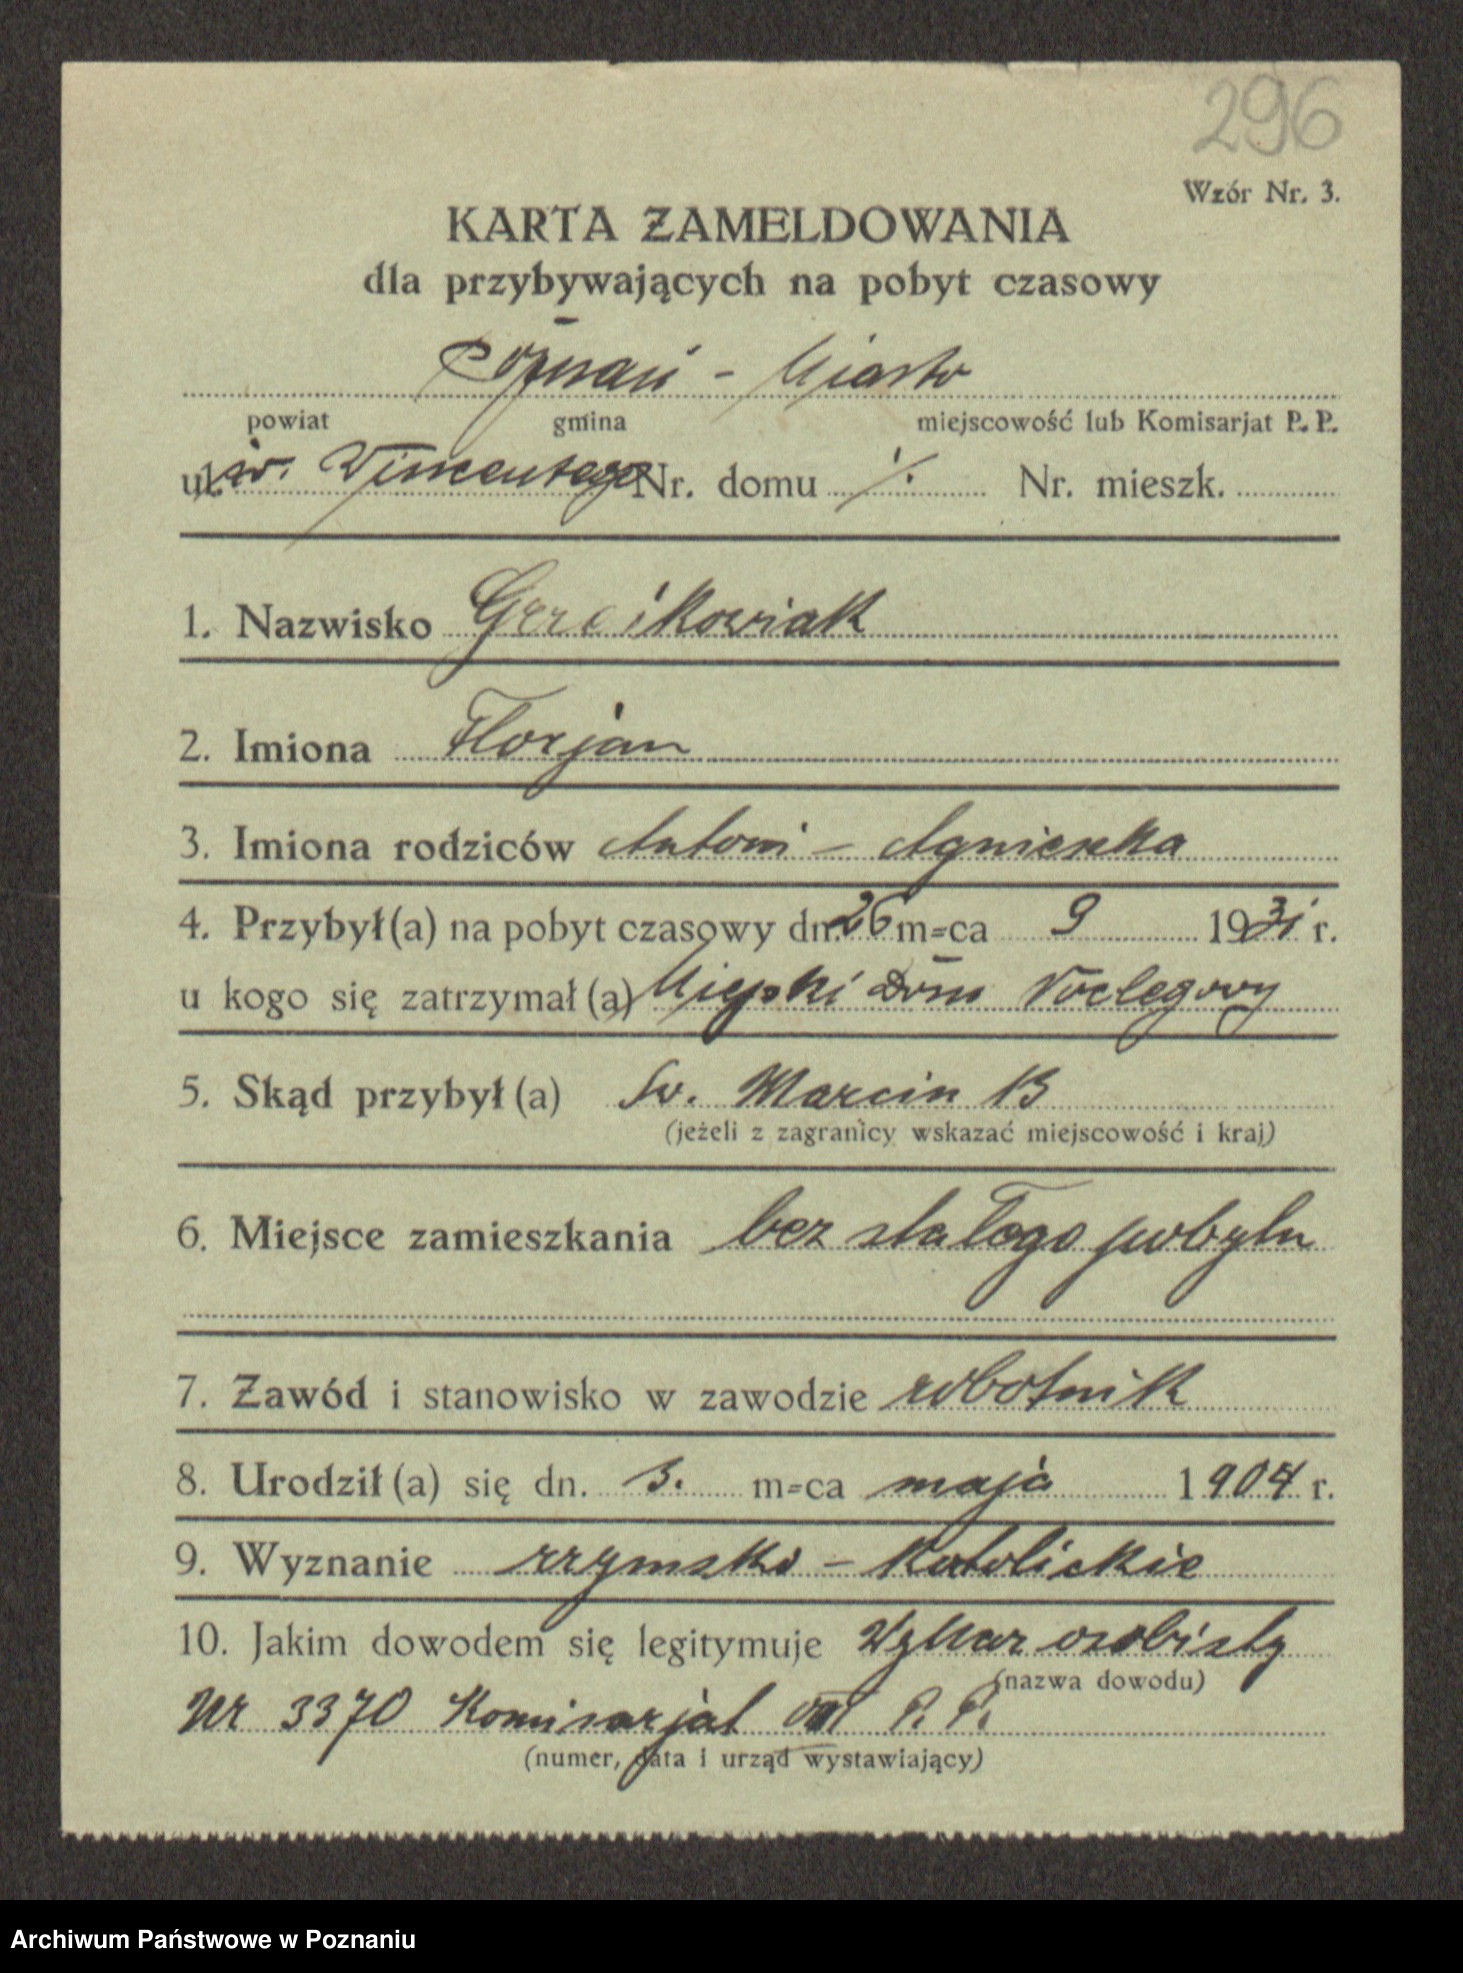 296
Wzór Nr. 3.
KARTA ZAMELDOWANIA
dla przybywających na pobyt czasowy
Poznań - Miasto
powiat gmina miejscowość lub Komisarjat P. P.
ul. św. Wincentego Nr. domu 1. Nr. mieszk.
1. Nazwisko
2. Imiona Florjan
3. Imiona rodziców Antoni – Agnieszka
4. Przybył(a) na pobyt czasowy dn. 26 m-ca 9 1931 r.
u kogo się zatrzymał(a) Miejski Dom Noclegowy
5. Skąd przybył(a) Św. Marcin 13
(jeżeli z zagranicy wskazać miejscowość i kraj)
6. Miejsce zamieszkania bez stałego pobytu
7. Zawód i stanowisko w zawodzie robotnik
8. Urodził(a) się dn. 3. m-ca maja 1904 r.
9. Wyznanie rzymsko – katolickie
10. Jakim dowodem się legitymuje Wykaz osobisty
(nazwa dowodu)
Nr 3370 Komisarjat P. P.
(numer, data i urząd wystawiający)
Archiwum Państwowe w Poznaniu